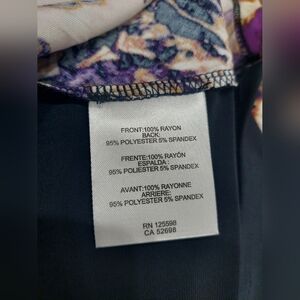 FRONT:100% RAYON
BACK:
95% POLYESTER 5% SPANDEX
FRENTE:100% RAYÓN
ESPALDA :
95% POLIÉSTER 5% SPANDEX
AVANT:100% RAYONNE
ARRIERE:
95% POLYESTER 5% SPANDEX
RN 125598
CA 52698